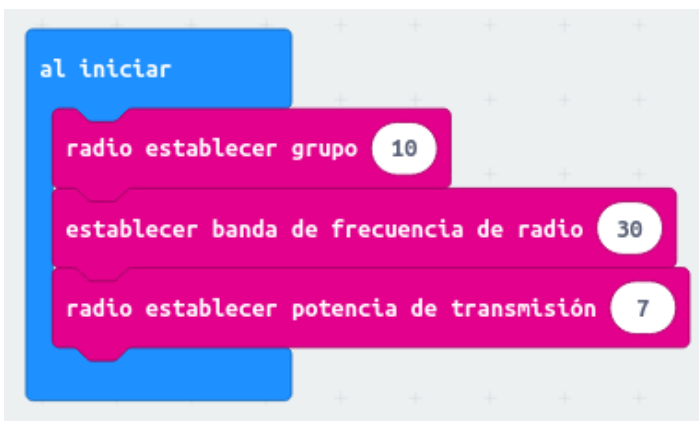 al iniciar
radio establecer grupo 10
establecer banda de frecuencia de radio 30
radio establecer potencia de transmisión 7